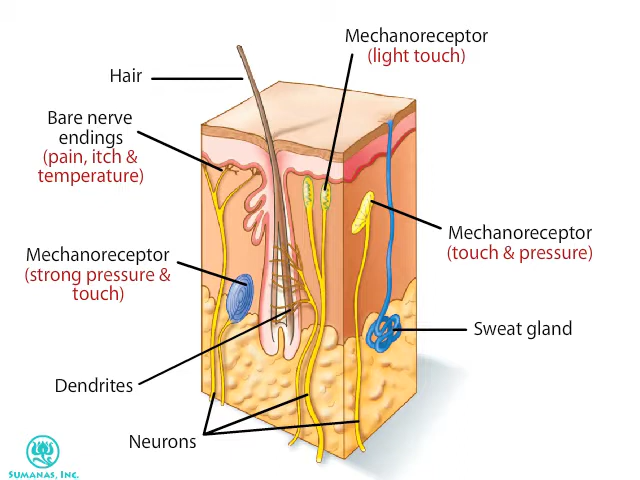 Mechanoreceptor
(light touch)
Hair
Bare nerve
endings
(pain, itch &
temperature)
Mechanoreceptor
(touch & pressure)
Mechanoreceptor
(strong pressure &
touch)
Sweat gland
Dendrites
Neurons
SUMANAS, INC.